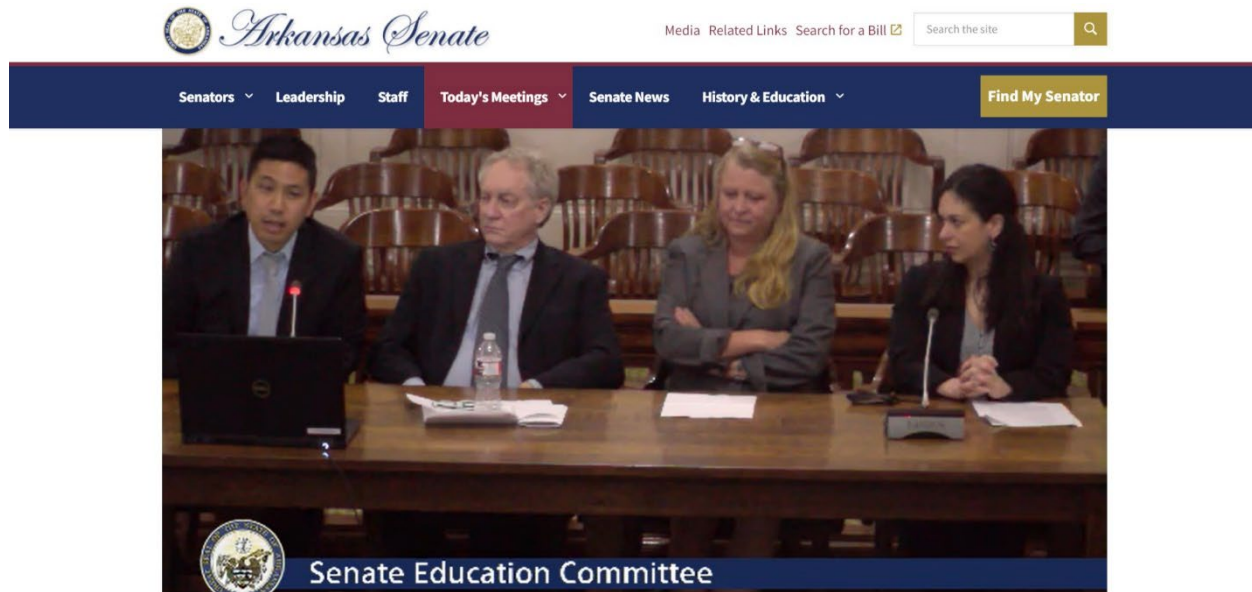 Arkansas Senate
Media Related Links Search for a Bill
Search the site
Senators Leadership Staff Today's Meetings Senate News History & Education Find My Senator
DELL
Senate Education Committee